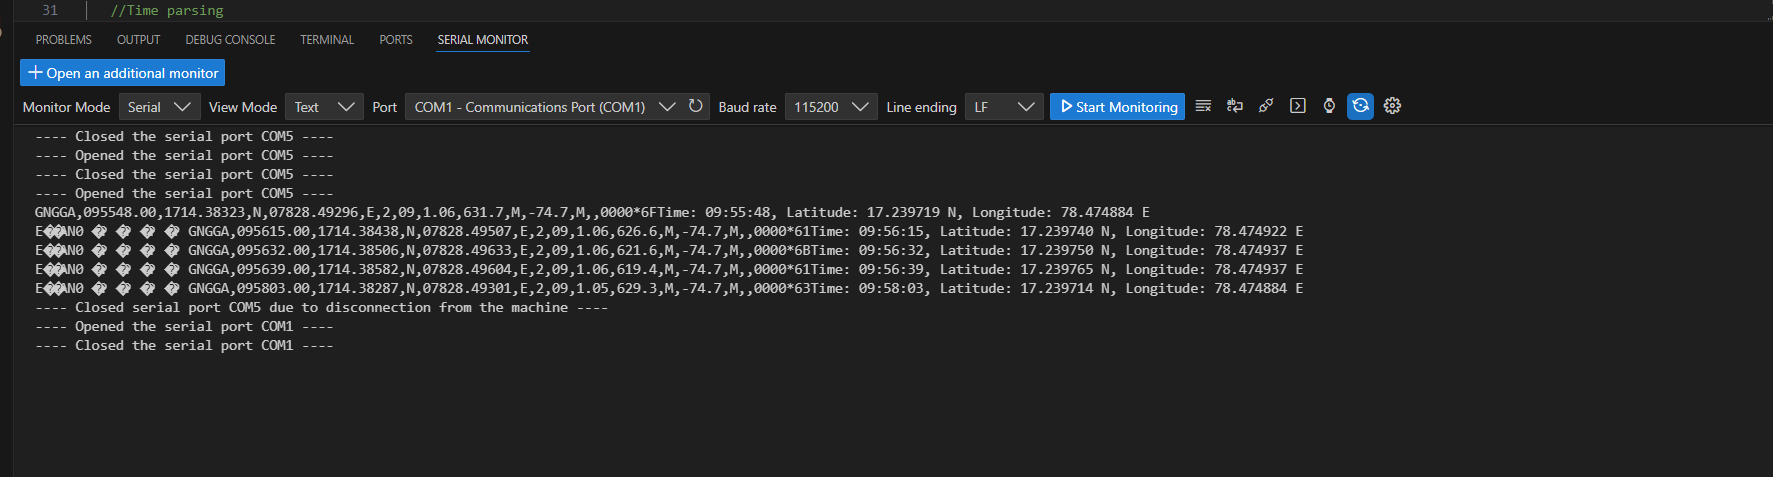 31 //Time parsing
PROBLEMS OUTPUT DEBUG CONSOLE TERMINAL PORTS SERIAL MONITOR
+ Open an additional monitor
Monitor Mode Serial View Mode Text Port COM1 - Communications Port (COM1) Baud rate 115200 Line ending LF Start Monitoring
---- Closed the serial port COM5 ----
---- Opened the serial port COM5 ----
---- Closed the serial port COM5 ----
---- Opened the serial port COM5 ----
GNGGA,095548.00,1714.38323,N,07828.49296,E,2,09,1.06,631.7,M,-74.7,M,,0000*6FTime: 09:55:48, Latitude: 17.239719 N, Longitude: 78.474884 E
E��AN0 � � � � GNGGA,095615.00,1714.38438,N,07828.49507,E,2,09,1.06,626.6,M,-74.7,M,,0000*61Time: 09:56:15, Latitude: 17.239740 N, Longitude: 78.474922 E
E��AN0 � � � � GNGGA,095632.00,1714.38506,N,07828.49633,E,2,09,1.06,621.6,M,-74.7,M,,0000*6BTime: 09:56:32, Latitude: 17.239750 N, Longitude: 78.474937 E
E��AN0 � � � � GNGGA,095639.00,1714.38582,N,07828.49604,E,2,09,1.06,619.4,M,-74.7,M,,0000*61Time: 09:56:39, Latitude: 17.239765 N, Longitude: 78.474937 E
E��AN0 � � � � GNGGA,095803.00,1714.38287,N,07828.49301,E,2,09,1.05,629.3,M,-74.7,M,,0000*63Time: 09:58:03, Latitude: 17.239714 N, Longitude: 78.474884 E
---- Closed serial port COM5 due to disconnection from the machine ----
---- Opened the serial port COM1 ----
---- Closed the serial port COM1 ----